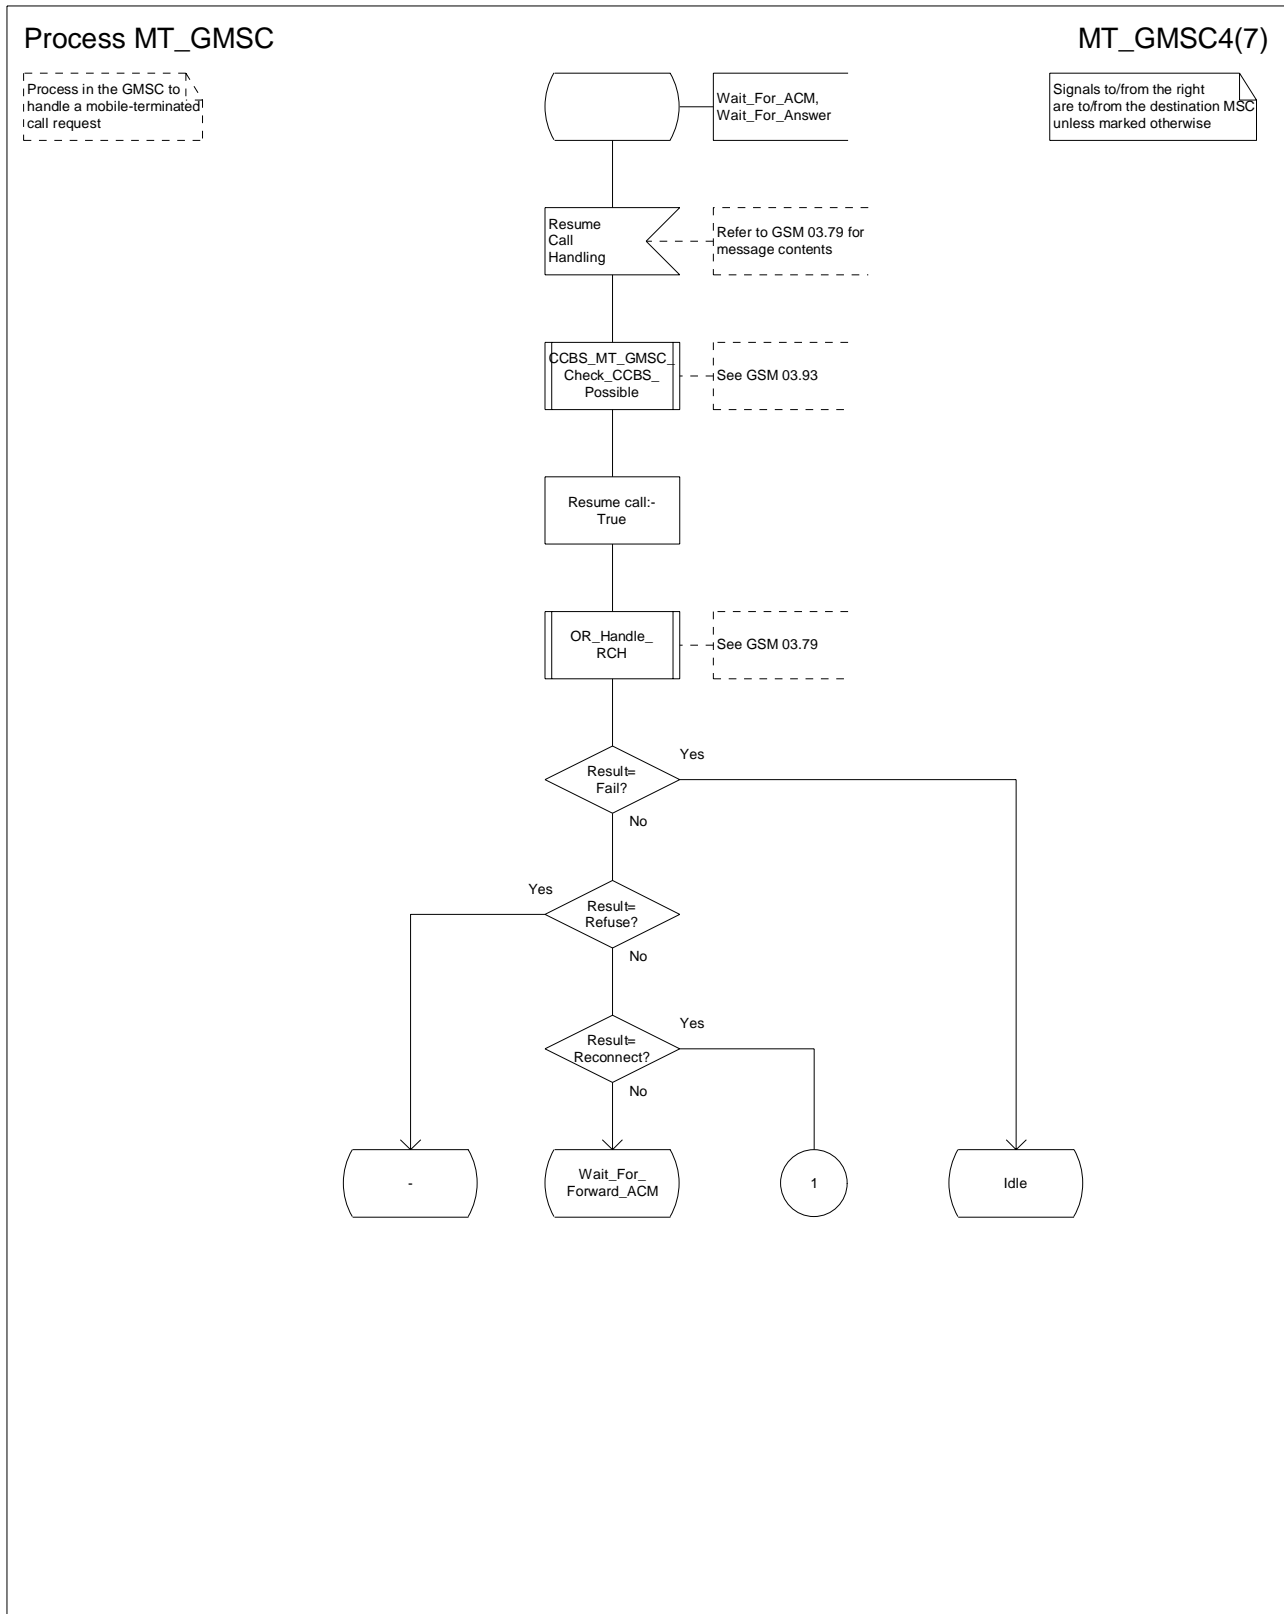 Process MT_GMSC
MT_GMSC4(7)
Process in the GMSC to
handle a mobile-terminated
call request
Wait_For_ACM,
Wait_For_Answer
Signals to/from the right
are to/from the destination MSC
unless marked otherwise
Resume
Call
Handling
Refer to GSM 03.79 for
message contents
CCBS_MT_GMSC_
Check_CCBS_
Possible
See GSM 03.93
Resume call:-
True
OR_Handle_
RCH
See GSM 03.79
Result=
Fail?
Yes
No
Result=
Refuse?
Yes
No
Result=
Reconnect?
Yes
No
-
Wait_For_
Forward_ACM
1
Idle